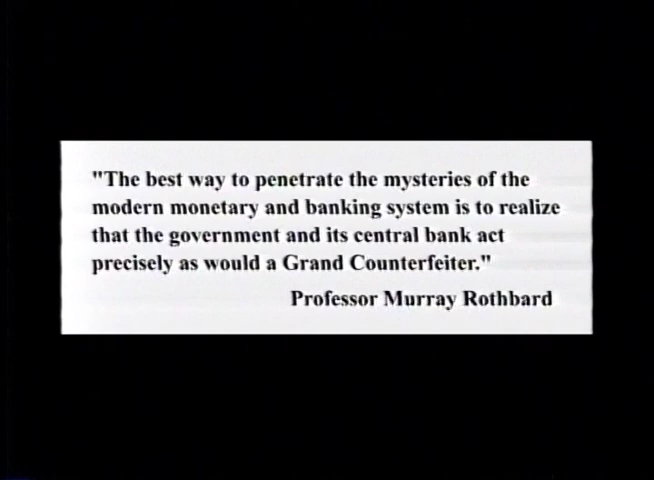 "The best way to penetrate the mysteries of the
modern monetary and banking system is to realize
that the government and its central bank act
precisely as would a Grand Counterfeiter."
Professor Murray Rothbard